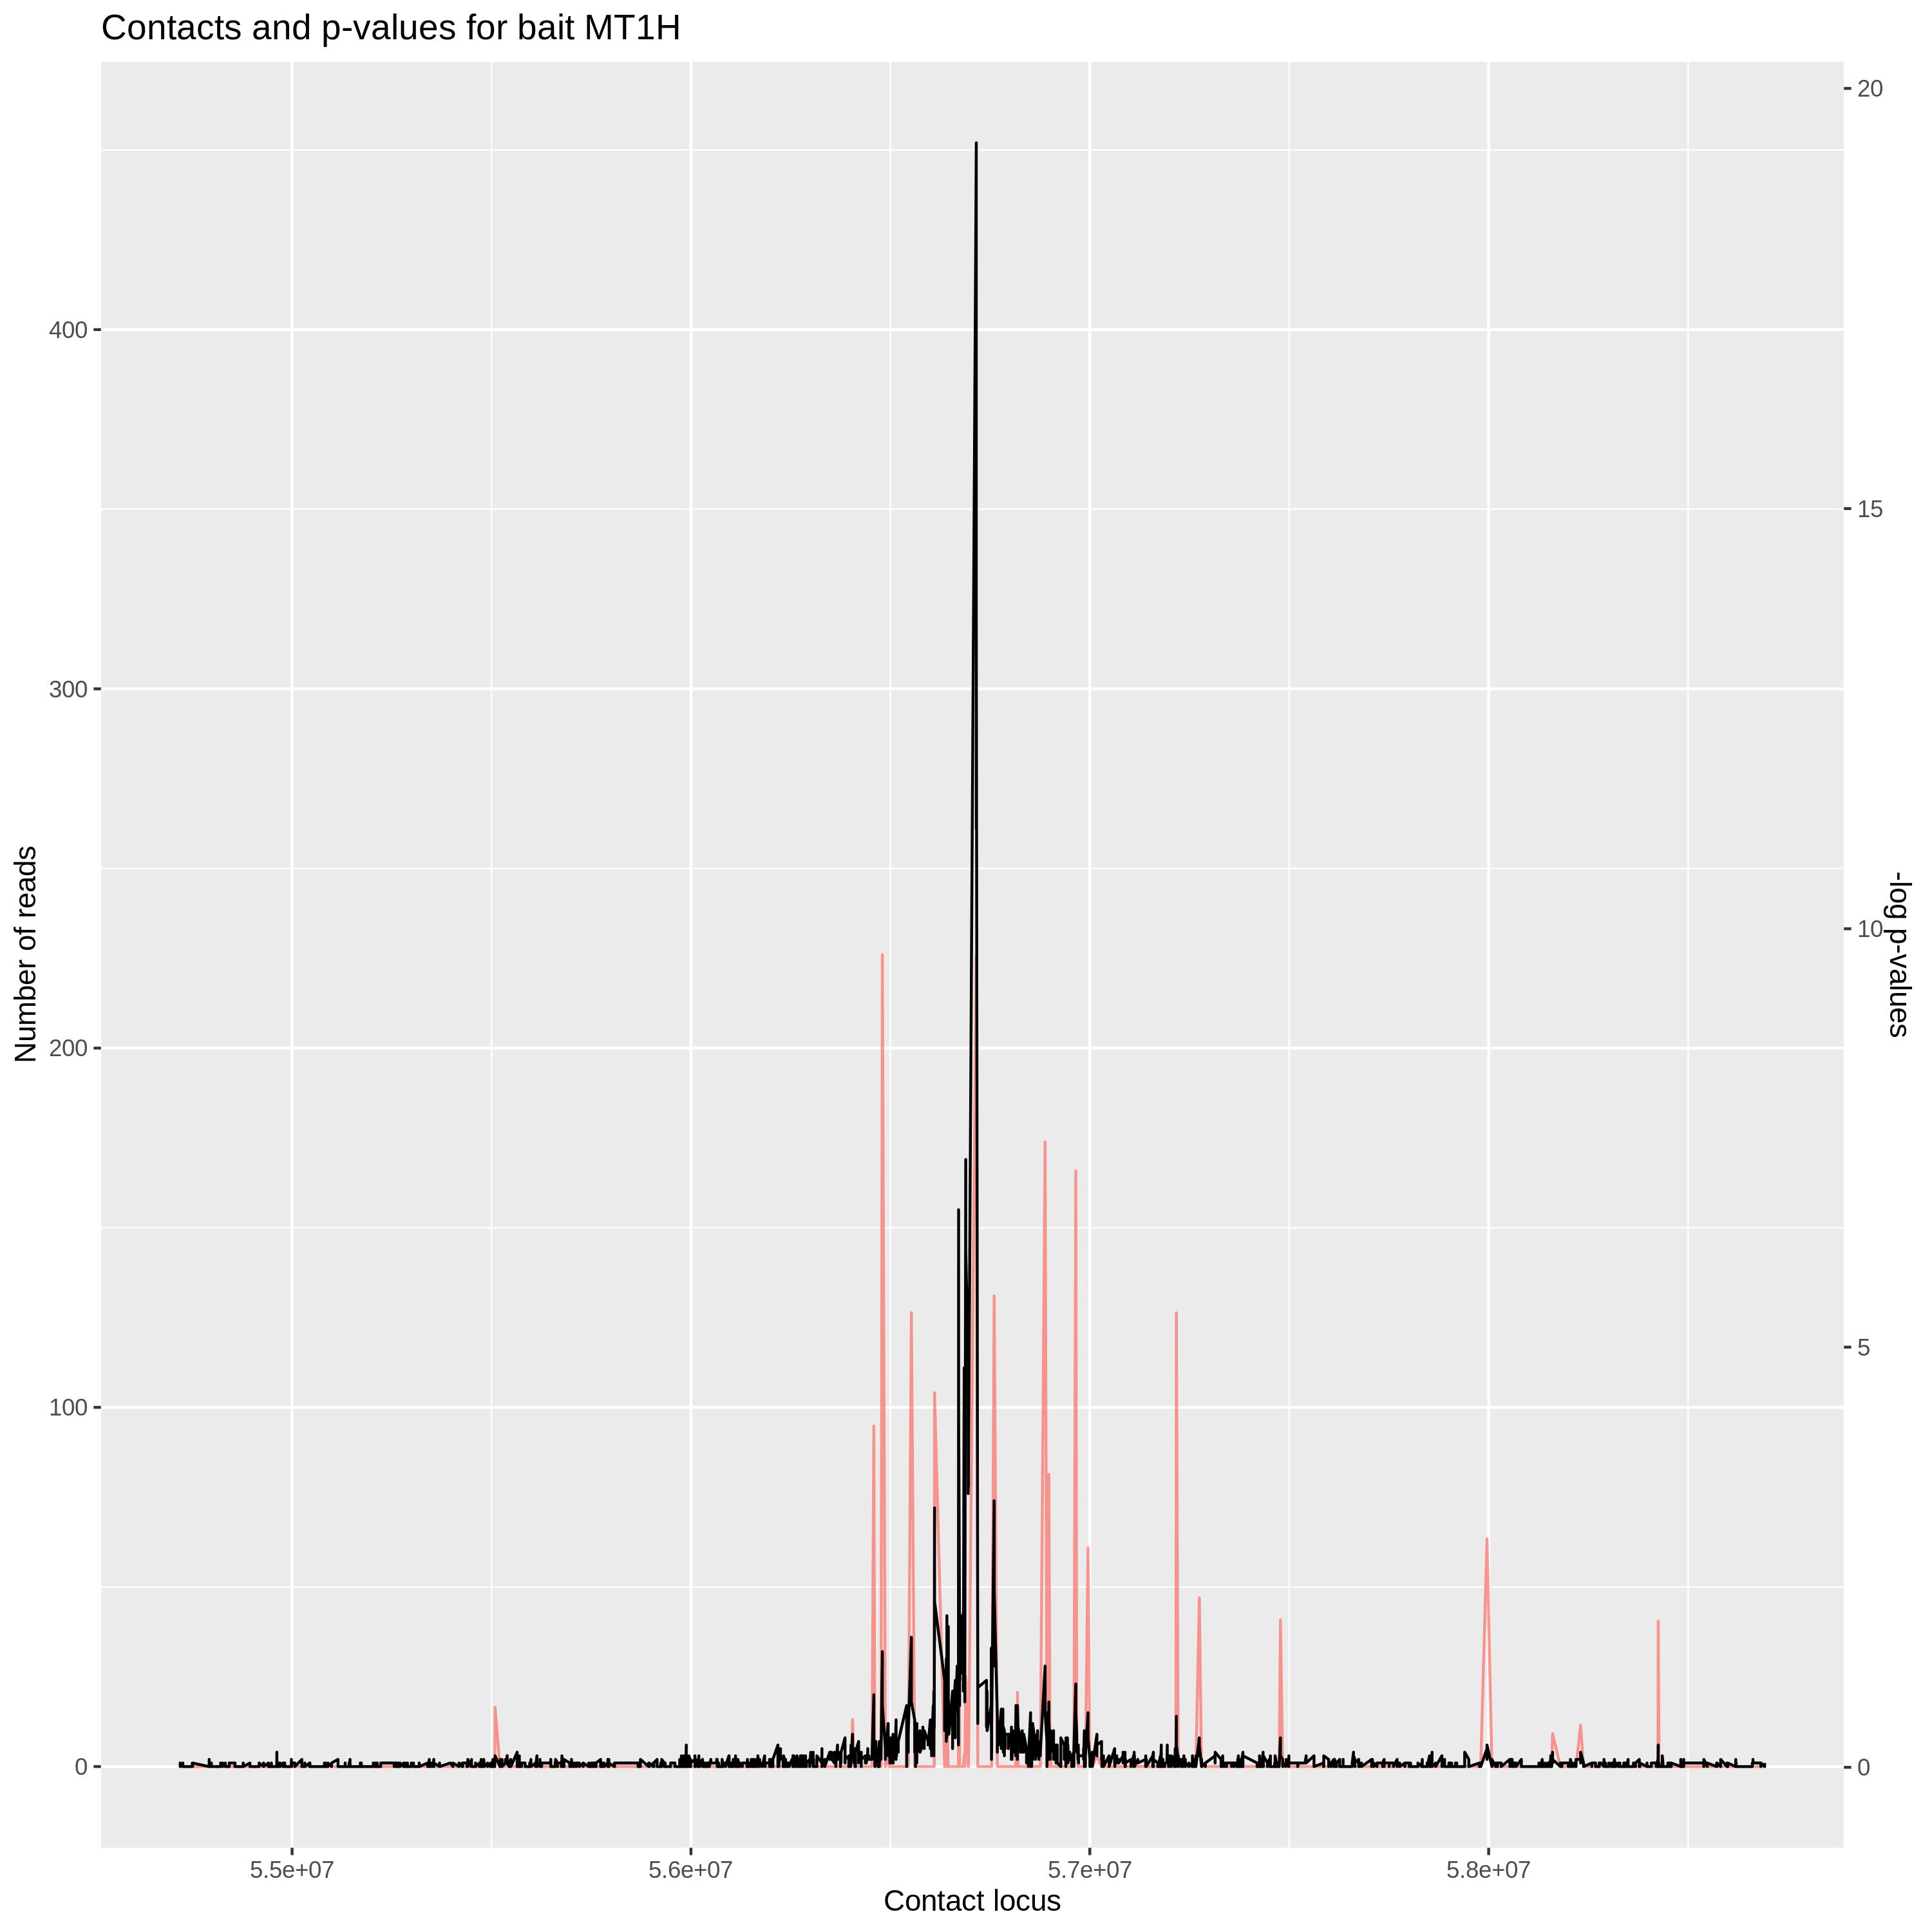 Contacts and p-values for bait MT1H
Number of reads
400
300
200
100
0
20
15
10
5
0
-log p-values
5.5e+07
5.6e+07
5.7e+07
5.8e+07
Contact locus